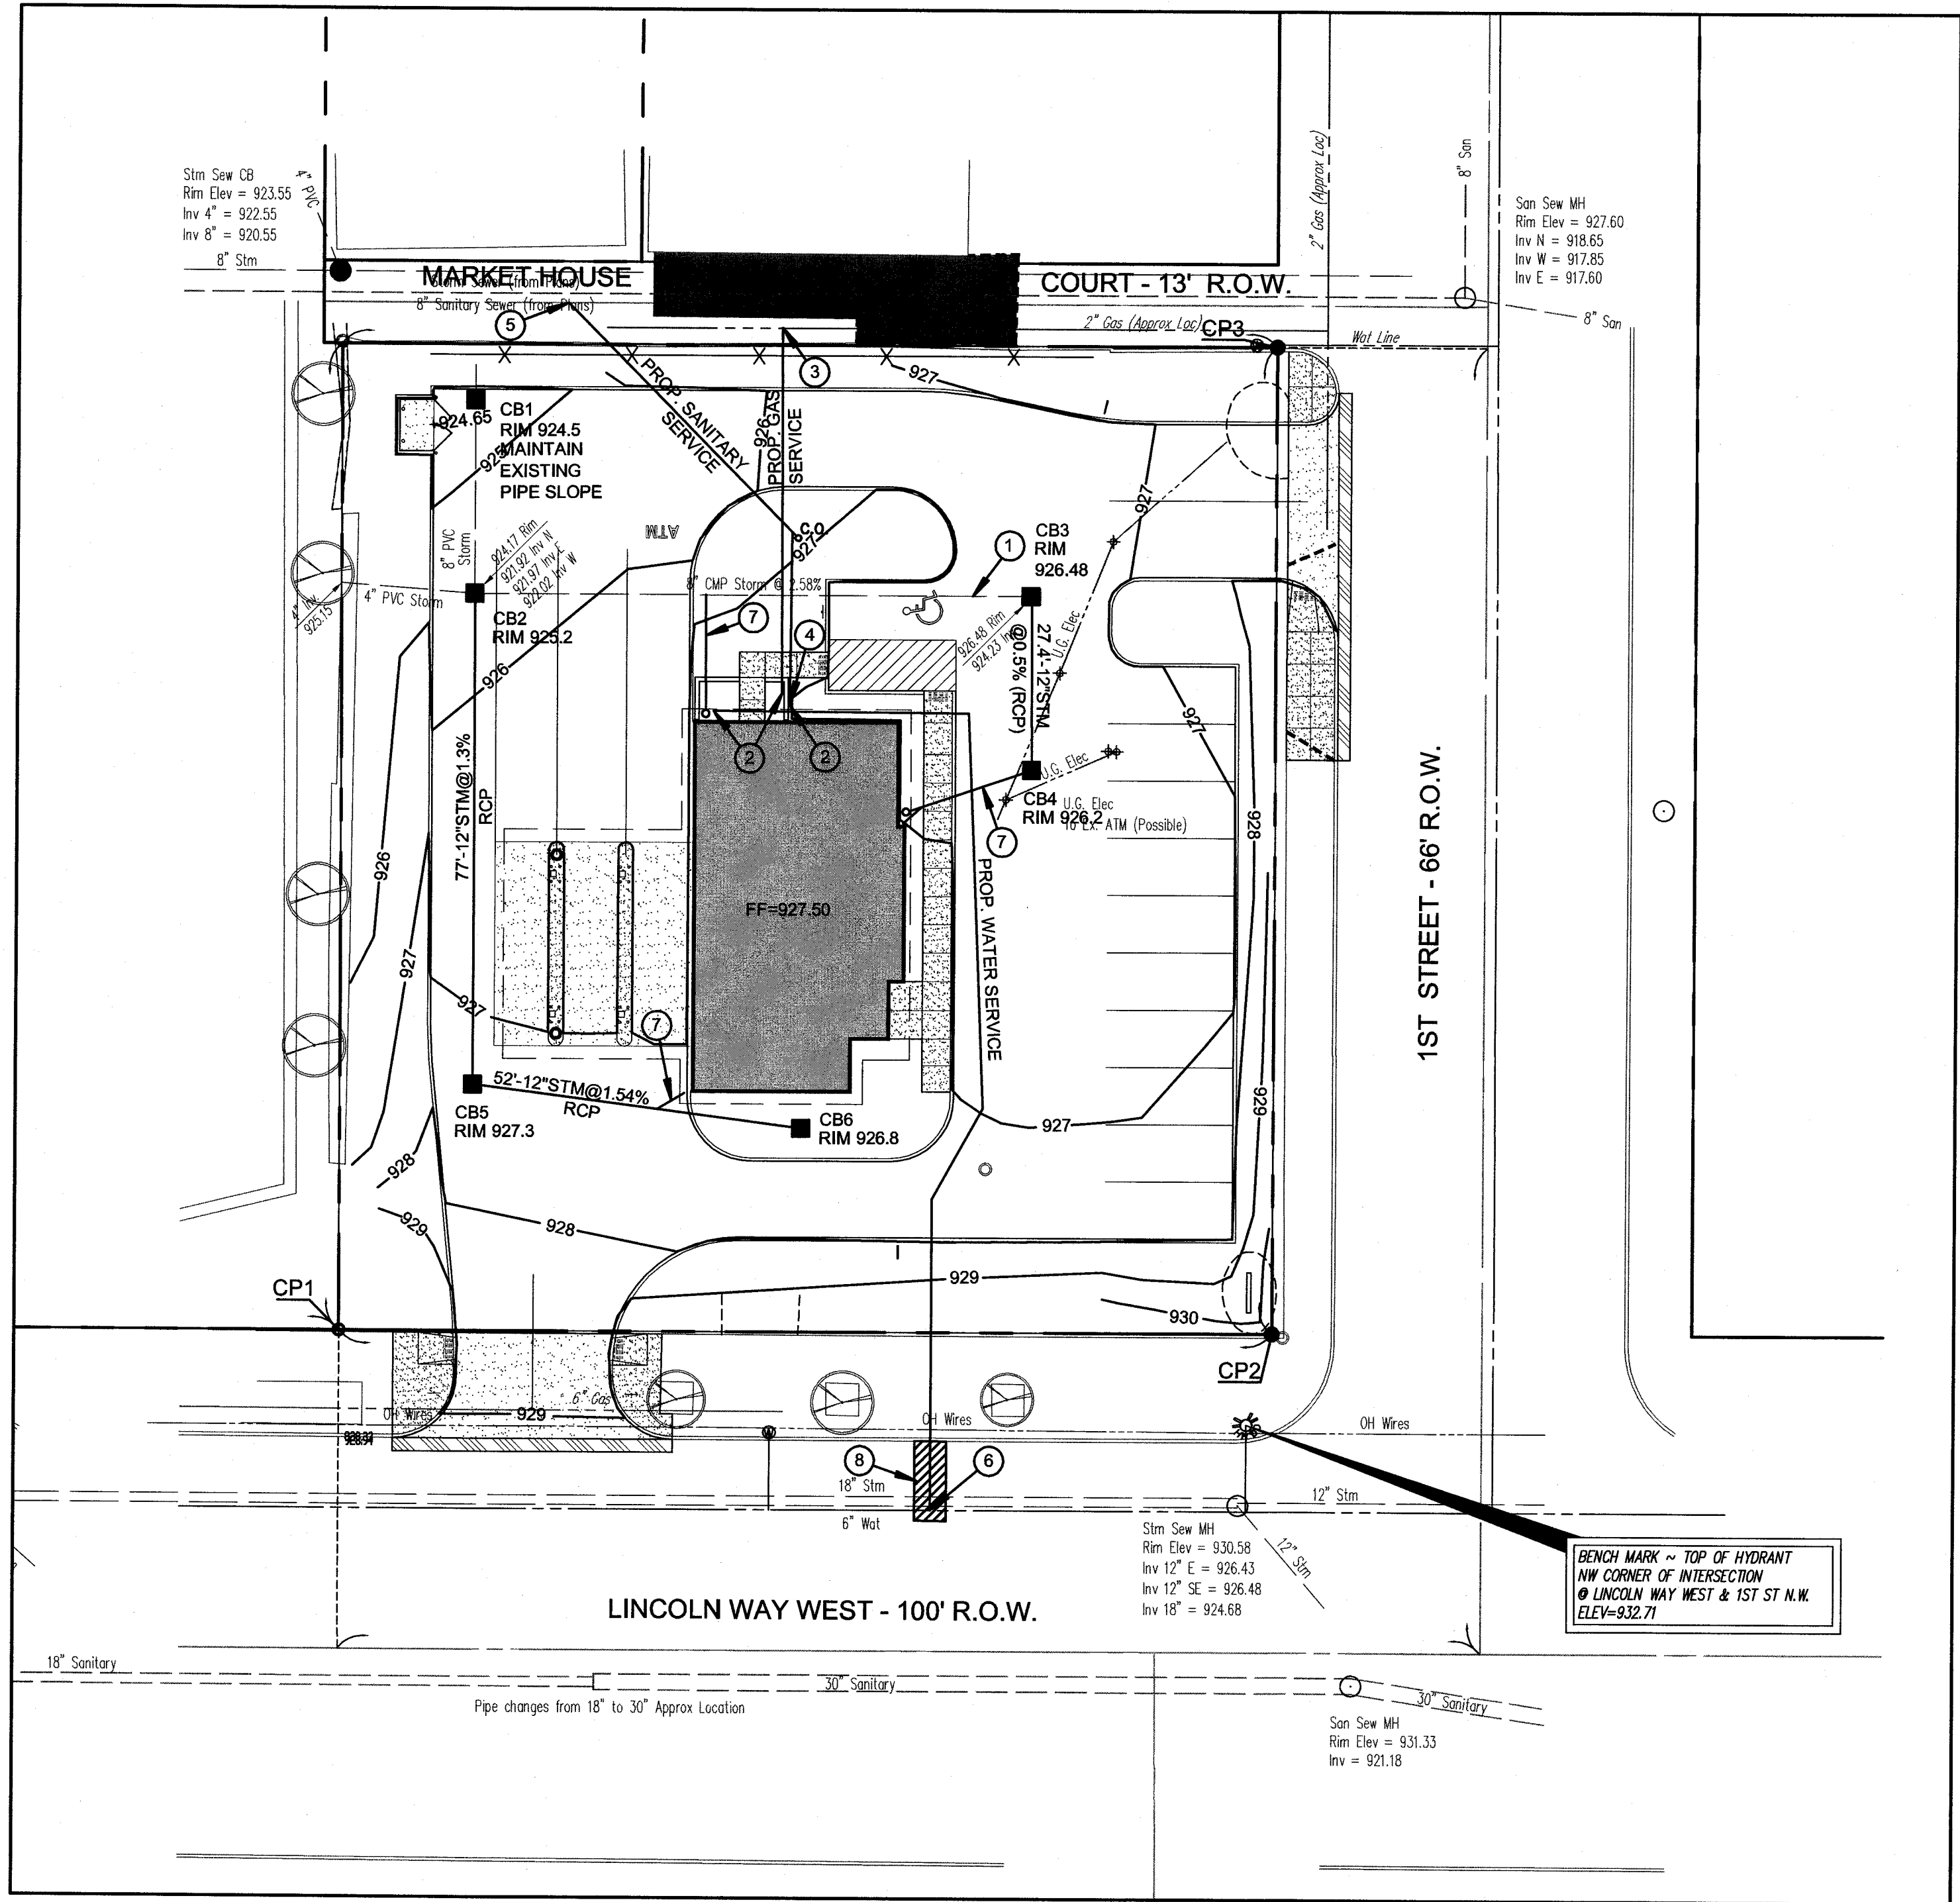 Stm Sew CB
Rim Elev = 923.55
Inv 4" = 922.55
Inv 8" = 920.55
4" PVC
8" Stm
MARKET HOUSE
COURT - 13' R.O.W.
Storm Sewer (from Plans)
8" Sanitary Sewer (from Plans)
2" Gas (Approx Loc)
2" Gas (Approx Loc)
8" San
San Sew MH
Rim Elev = 927.60
Inv N = 918.65
Inv W = 917.85
Inv E = 917.60
8" San
Wat Line
CP3
5
3
927
PROP. SANITARY
SERVICE
PROP. GAS
SERVICE
926
924.65
CB1
RIM 924.5
MAINTAIN
EXISTING
PIPE SLOPE
925
927
ATM
C.O.
927
8" PVC
Storm
924.17 Rim
921.92 Inv N
921.97 Inv E
922.02 Inv W
1
CB3
RIM
926.48
8" CMP Storm @ 2.58%
4" Inv.
925.15
4" PVC Storm
CB2
RIM 925.2
7
4
926.48 Rim
924.23 Inv
27.4'-12"STM
@0.5% (RCP)
U.G. Elec
926
927
2
2
U.G. Elec
CB4
RIM 926.2
U.G. Elec
To Ex. ATM (Possible)
7
928
77'-12"STM@1.3%
RCP
926
FF=927.50
PROP. WATER SERVICE
1ST STREET - 66' R.O.W.
927
927
7
52'-12"STM@1.54%
RCP
CB5
RIM 927.3
CB6
RIM 926.8
927
929
928
929
928
929
930
CP1
CP2
6" Gas
929
OH Wires
OH Wires
OH Wires
8
6
18" Stm
6" Wat
12" Stm
12" Stm
Stm Sew MH
Rim Elev = 930.58
Inv 12" E = 926.43
Inv 12" SE = 926.48
Inv 18" = 924.68
BENCH MARK ~ TOP OF HYDRANT
NW CORNER OF INTERSECTION
@ LINCOLN WAY WEST & 1ST ST N.W.
ELEV=932.71
LINCOLN WAY WEST - 100' R.O.W.
18" Sanitary
30" Sanitary
30" Sanitary
Pipe changes from 18" to 30" Approx Location
San Sew MH
Rim Elev = 931.33
Inv = 921.18